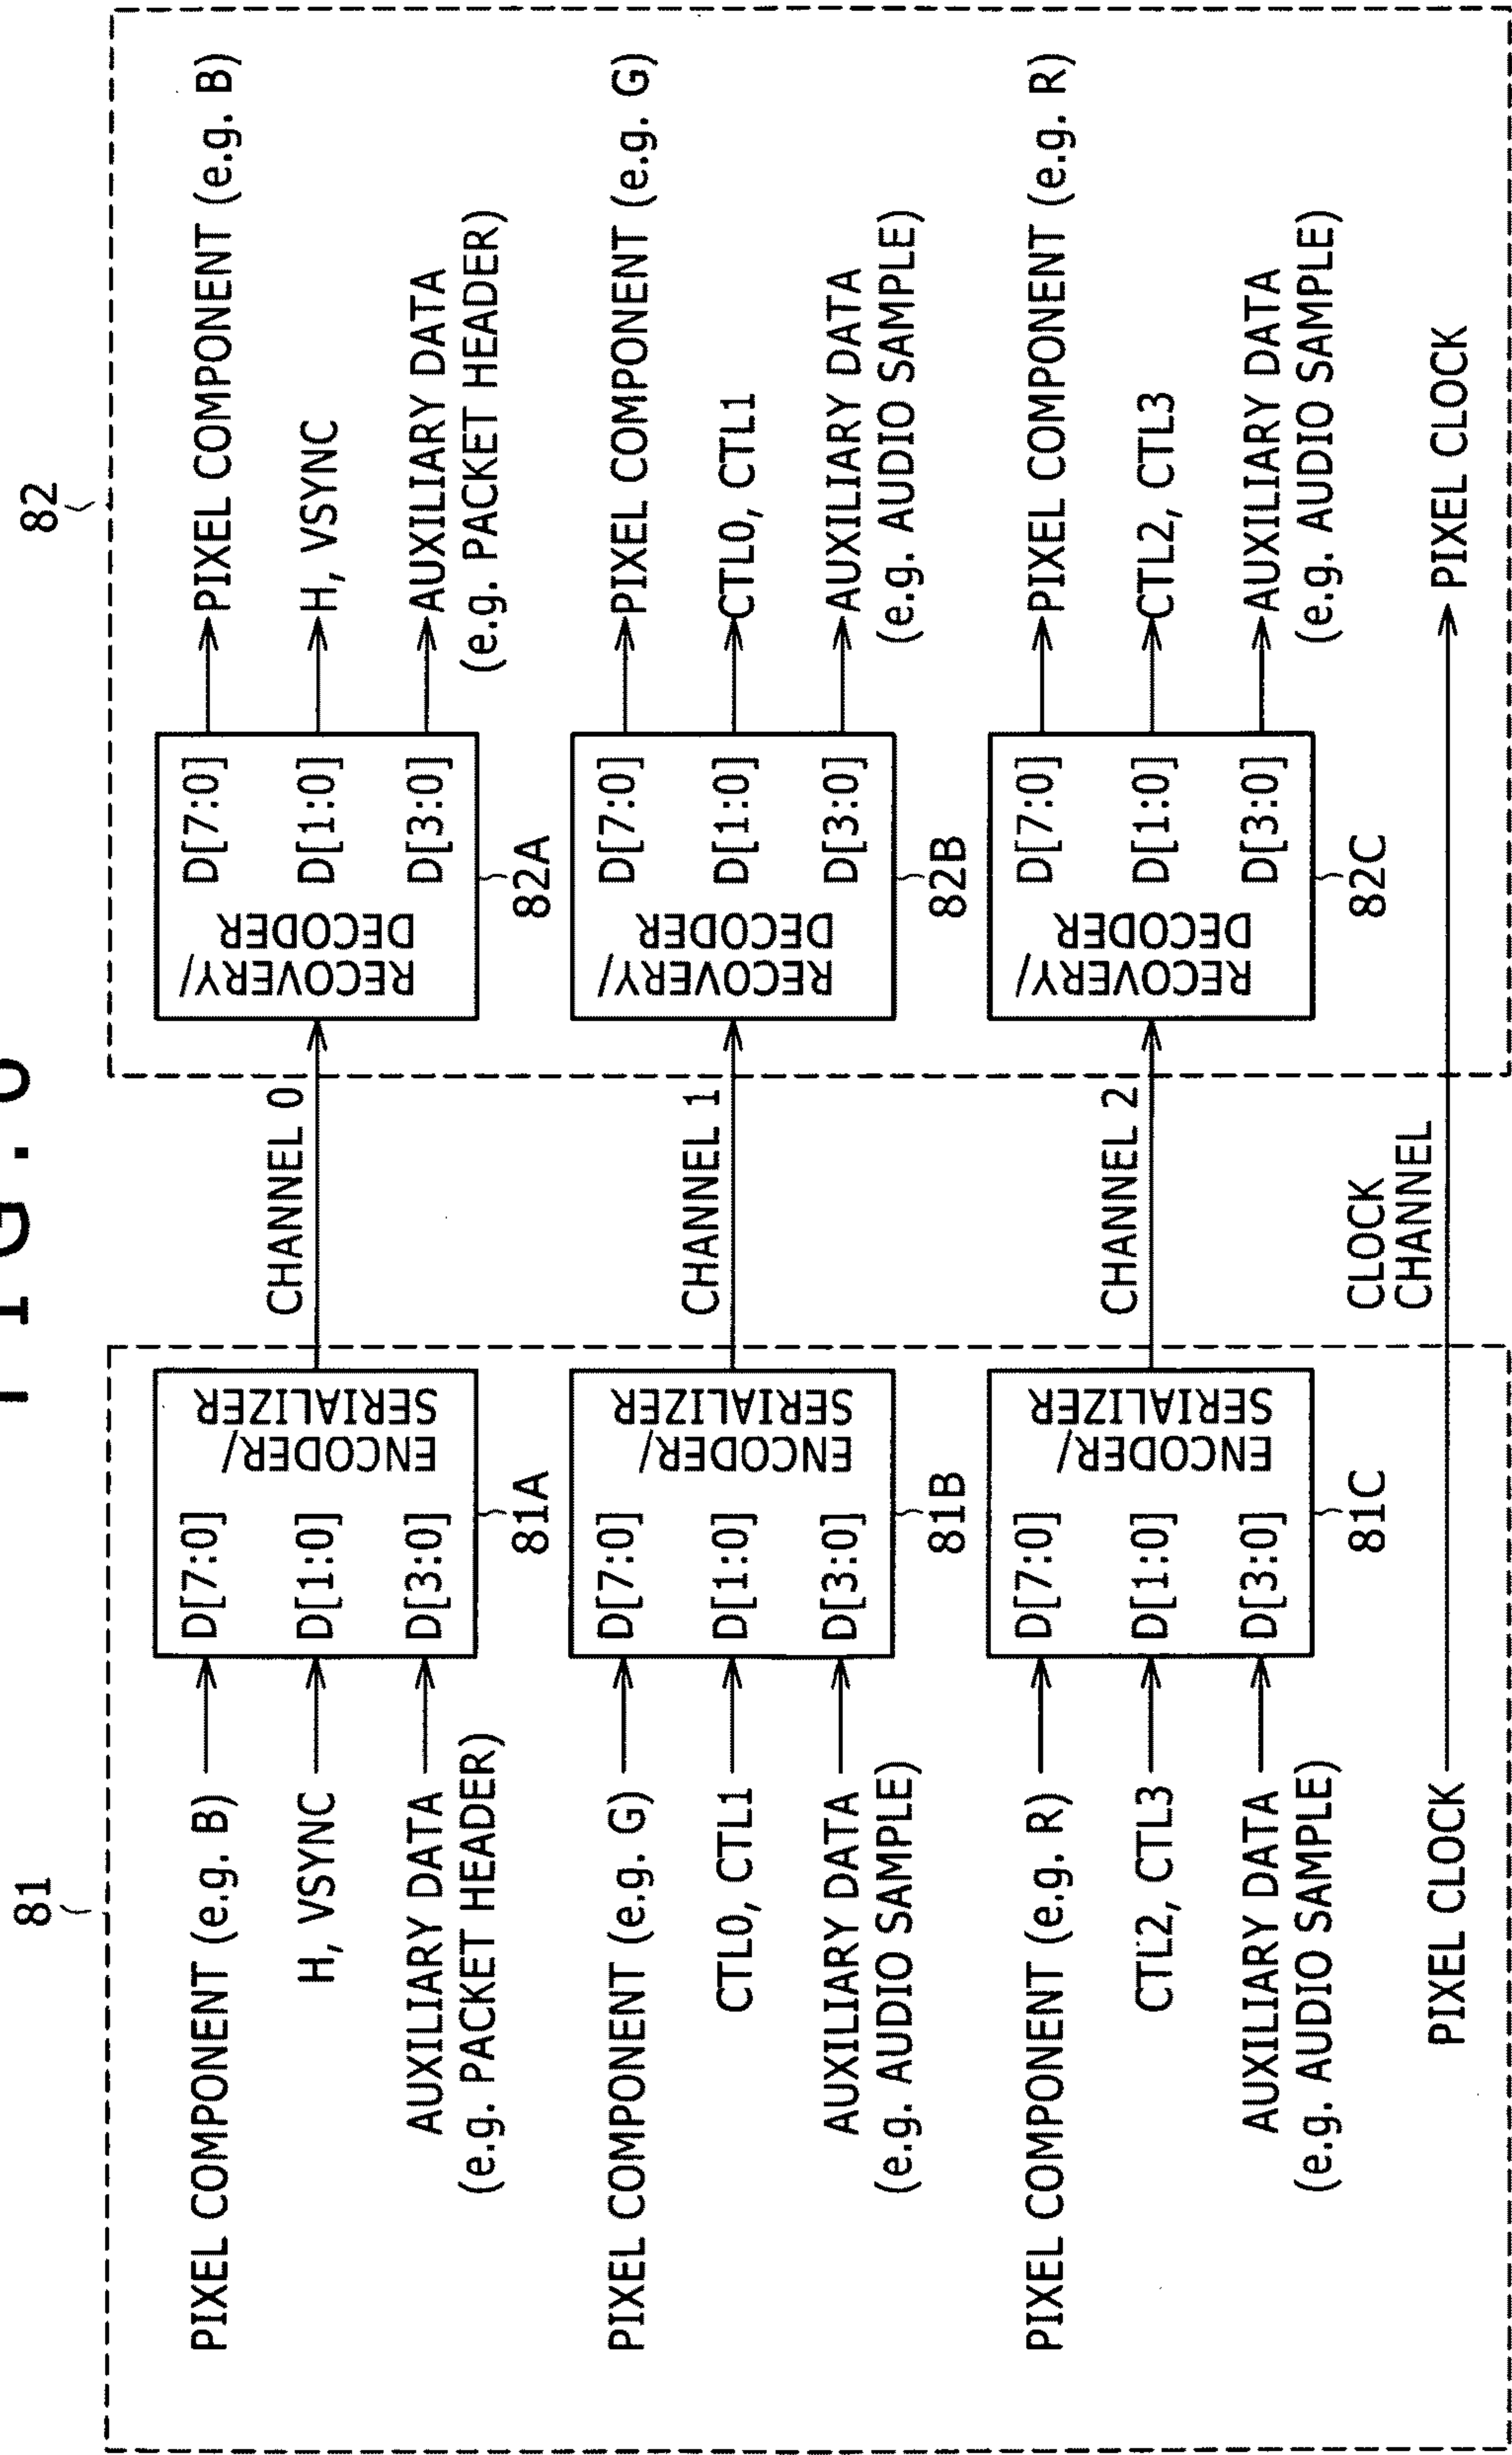 81
82
PIXEL COMPONENT (e.g. B)
H, VSYNC
AUXILIARY DATA
(e.g. PACKET HEADER)
D[7:0]
D[1:0]
D[3:0]
ENCODER/
SERIALIZER
81A
CHANNEL 0
RECOVERY/
DECODER
D[7:0]
D[1:0]
D[3:0]
82A
PIXEL COMPONENT (e.g. B)
H, VSYNC
AUXILIARY DATA
(e.g. PACKET HEADER)
PIXEL COMPONENT (e.g. G)
CTL0, CTL1
AUXILIARY DATA
(e.g. AUDIO SAMPLE)
D[7:0]
D[1:0]
D[3:0]
ENCODER/
SERIALIZER
81B
CHANNEL 1
RECOVERY/
DECODER
D[7:0]
D[1:0]
D[3:0]
82B
PIXEL COMPONENT (e.g. G)
CTL0, CTL1
AUXILIARY DATA
(e.g. AUDIO SAMPLE)
PIXEL COMPONENT (e.g. R)
CTL2, CTL3
AUXILIARY DATA
(e.g. AUDIO SAMPLE)
D[7:0]
D[1:0]
D[3:0]
ENCODER/
SERIALIZER
81C
CHANNEL 2
RECOVERY/
DECODER
D[7:0]
D[1:0]
D[3:0]
82C
PIXEL COMPONENT (e.g. R)
CTL2, CTL3
AUXILIARY DATA
(e.g. AUDIO SAMPLE)
PIXEL CLOCK
CLOCK
CHANNEL
PIXEL CLOCK